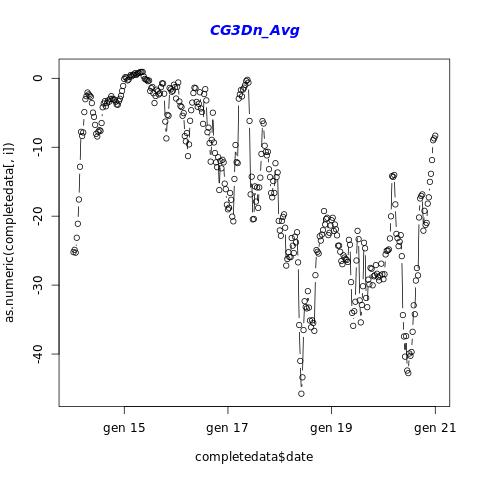 CG3Dn_Avg
as.numeric(completedata[, i])
0
-10
-20
-30
-40
gen 15
gen 17
gen 19
gen 21
completedata$date